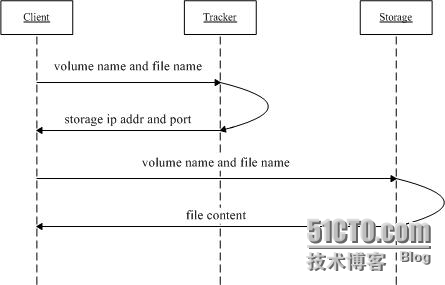 Client
Tracker
Storage
volume name and file name
storage ip addr and port
volume name and file name
file content
51CTO.com
技术博客 Blog